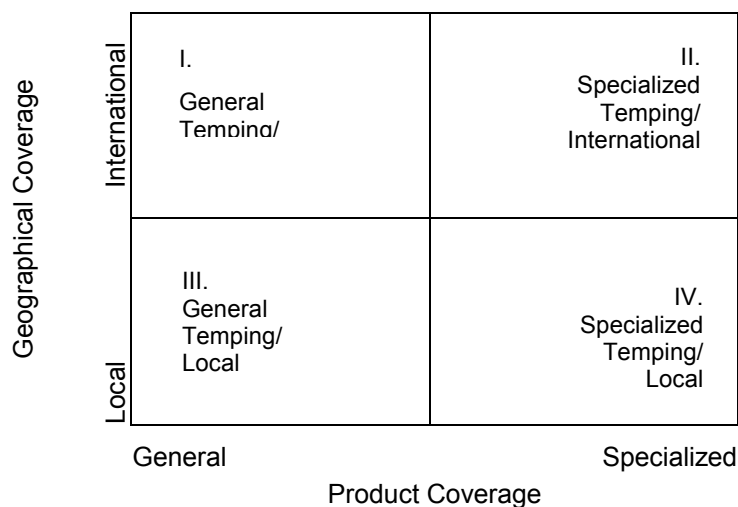 Geographical Coverage
International
Local
I.
General
Temping/
II.
Specialized
Temping/
International
III.
General
Temping/
Local
IV.
Specialized
Temping/
Local
General
Specialized
Product Coverage